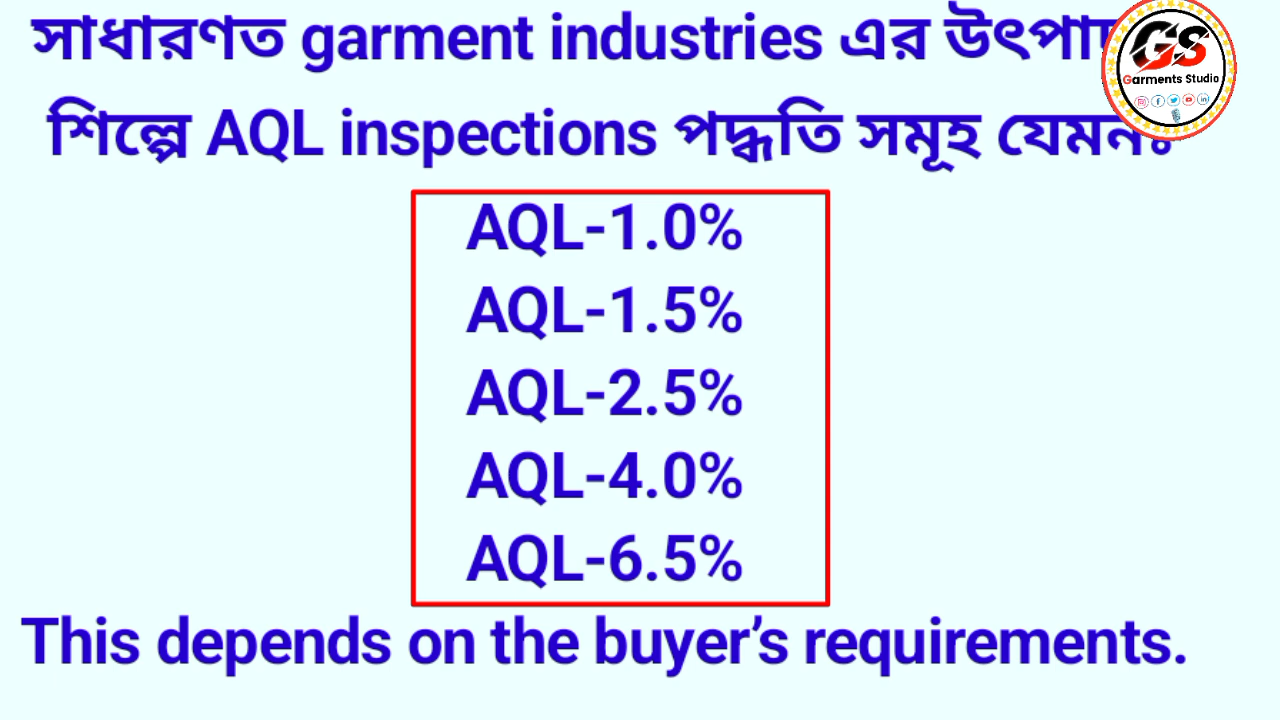 সাধারণত garment industries এর
শিল্পে AQL inspections পদ্ধতি সমূহ যেমনঃ
GS
Garments Studio
AQL-1.0%
AQL-1.5%
AQL-2.5%
AQL-4.0%
AQL-6.5%
This depends on the buyer’s requirements.